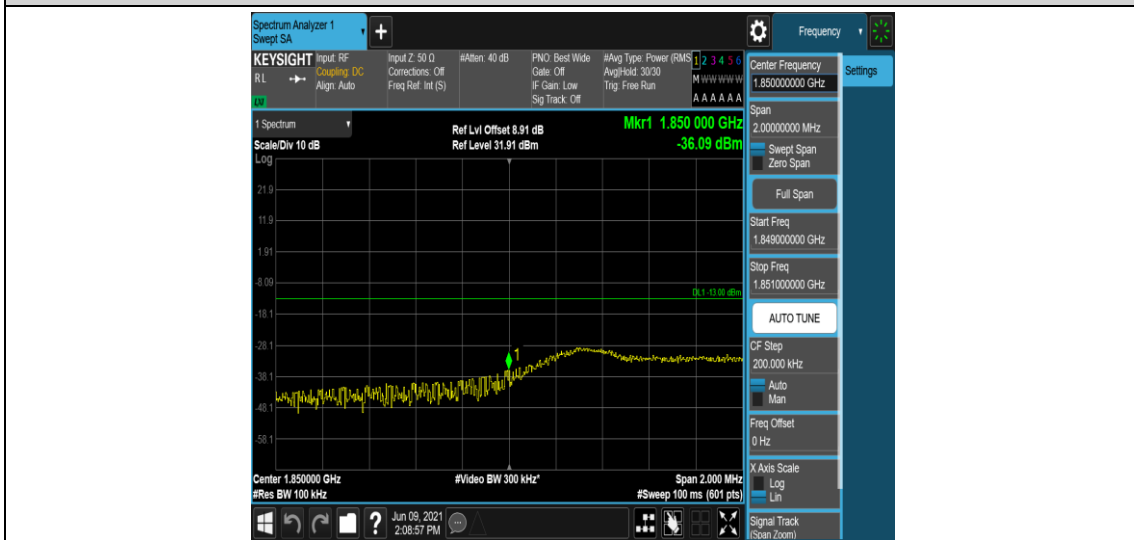 Spectrum Analyzer 1
Swept SA
+
Frequency
KEYSIGHT
RL
LXI
Input: RF
Coupling: DC
Align: Auto
Input Z: 50 Ω
Corrections: Off
Freq Ref: Int (S)
#Atten: 40 dB
PNO: Best Wide
Gate: Off
IF Gain: Low
Sig Track: Off
#Avg Type: Power (RMS
Avg|Hold: 30/30
Trig: Free Run
1 2 3 4 5 6
M W W W W W
A A A A A A
1 Spectrum
Scale/Div 10 dB
Ref Lvl Offset 8.91 dB
Ref Level 31.91 dBm
Mkr1 1.850 000 GHz
-36.09 dBm
Log
21.9
11.9
1.91
-8.09
-18.1
-28.1
-38.1
-48.1
-58.1
DL1 -13.00 dBm
1
Center 1.850000 GHz
#Res BW 100 kHz
#Video BW 300 kHz*
Span 2.000 MHz
#Sweep 100 ms (601 pts)
?
Jun 09, 2021
2:08:57 PM
Center Frequency
1.850000000 GHz
Settings
Span
2.00000000 MHz
Swept Span
Zero Span
Full Span
Start Freq
1.849000000 GHz
Stop Freq
1.851000000 GHz
AUTO TUNE
CF Step
200.000 kHz
Auto
Man
Freq Offset
0 Hz
X Axis Scale
Log
Lin
Signal Track
(Span Zoom)